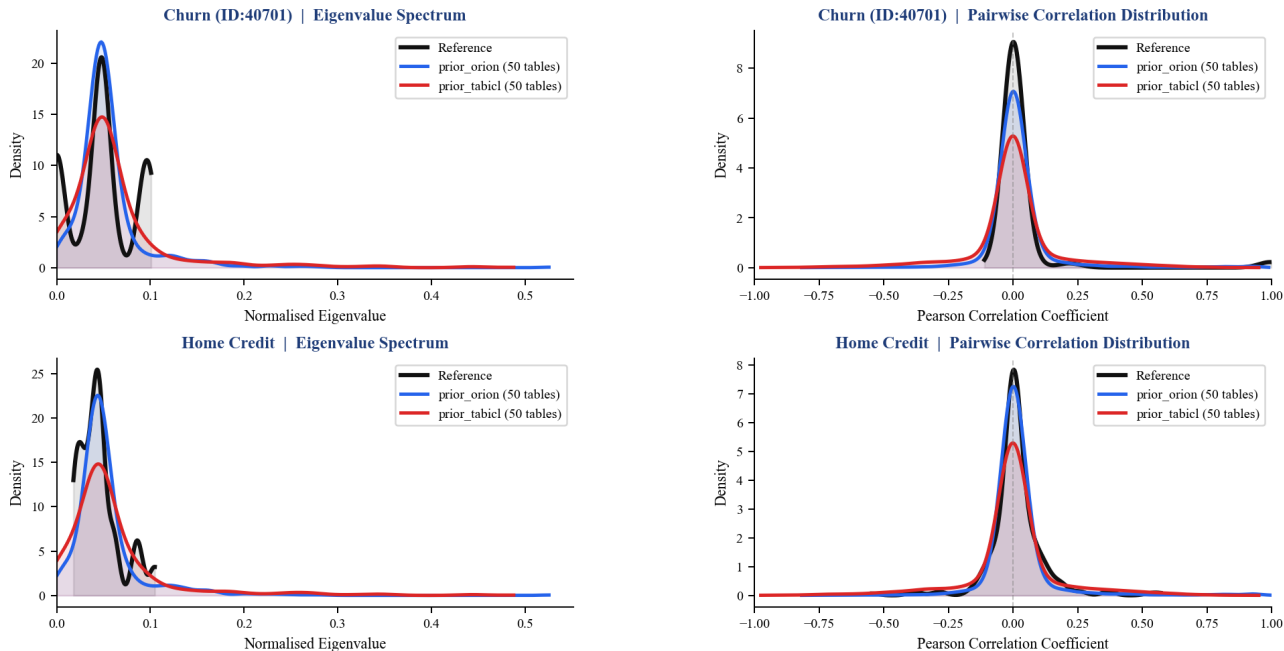 Churn (ID:40701) | Eigenvalue Spectrum
Density
20
15
10
5
0
Reference
prior_orion (50 tables)
prior_tabicl (50 tables)
0.0 0.1 0.2 0.3 0.4 0.5
Normalised Eigenvalue
Churn (ID:40701) | Pairwise Correlation Distribution
Density
8
6
4
2
0
Reference
prior_orion (50 tables)
prior_tabicl (50 tables)
−1.00 −0.75 −0.50 −0.25 0.00 0.25 0.50 0.75 1.00
Pearson Correlation Coefficient
Home Credit | Eigenvalue Spectrum
Density
25
20
15
10
5
0
Reference
prior_orion (50 tables)
prior_tabicl (50 tables)
0.0 0.1 0.2 0.3 0.4 0.5
Normalised Eigenvalue
Home Credit | Pairwise Correlation Distribution
Density
8
7
6
5
4
3
2
1
0
Reference
prior_orion (50 tables)
prior_tabicl (50 tables)
−1.00 −0.75 −0.50 −0.25 0.00 0.25 0.50 0.75 1.00
Pearson Correlation Coefficient